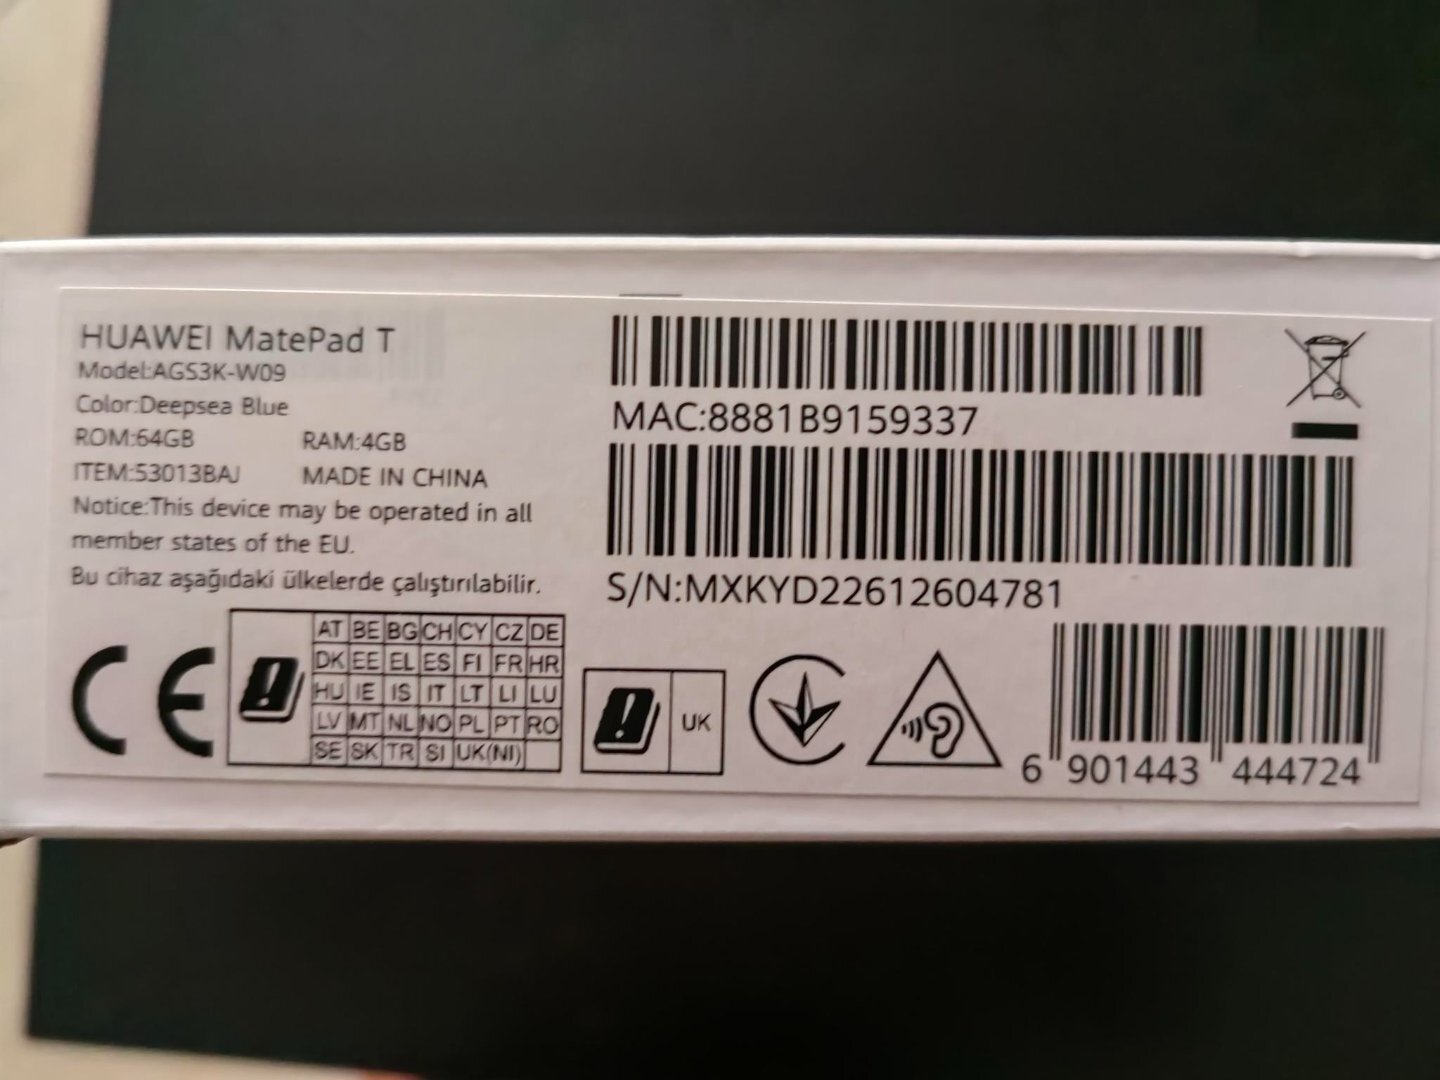 HUAWEI MatePad T
Model:AGS3K-W09
Color:Deepsea Blue
ROM:64GB RAM:4GB
ITEM:53013BAJ MADE IN CHINA
Notice:This device may be operated in all
member states of the EU.
Bu cihaz aşağıdaki ülkelerde çalıştırılabilir.
CE
AT BE BG CH CY CZ DE
DK EE EL ES FI FR HR
HU IE IS IT LT LI LU
LV MT NL NO PL PT RO
SE SK TR SI UK(NI)
UK
MAC:8881B9159337
S/N:MXKYD22612604781
6 901443 444724